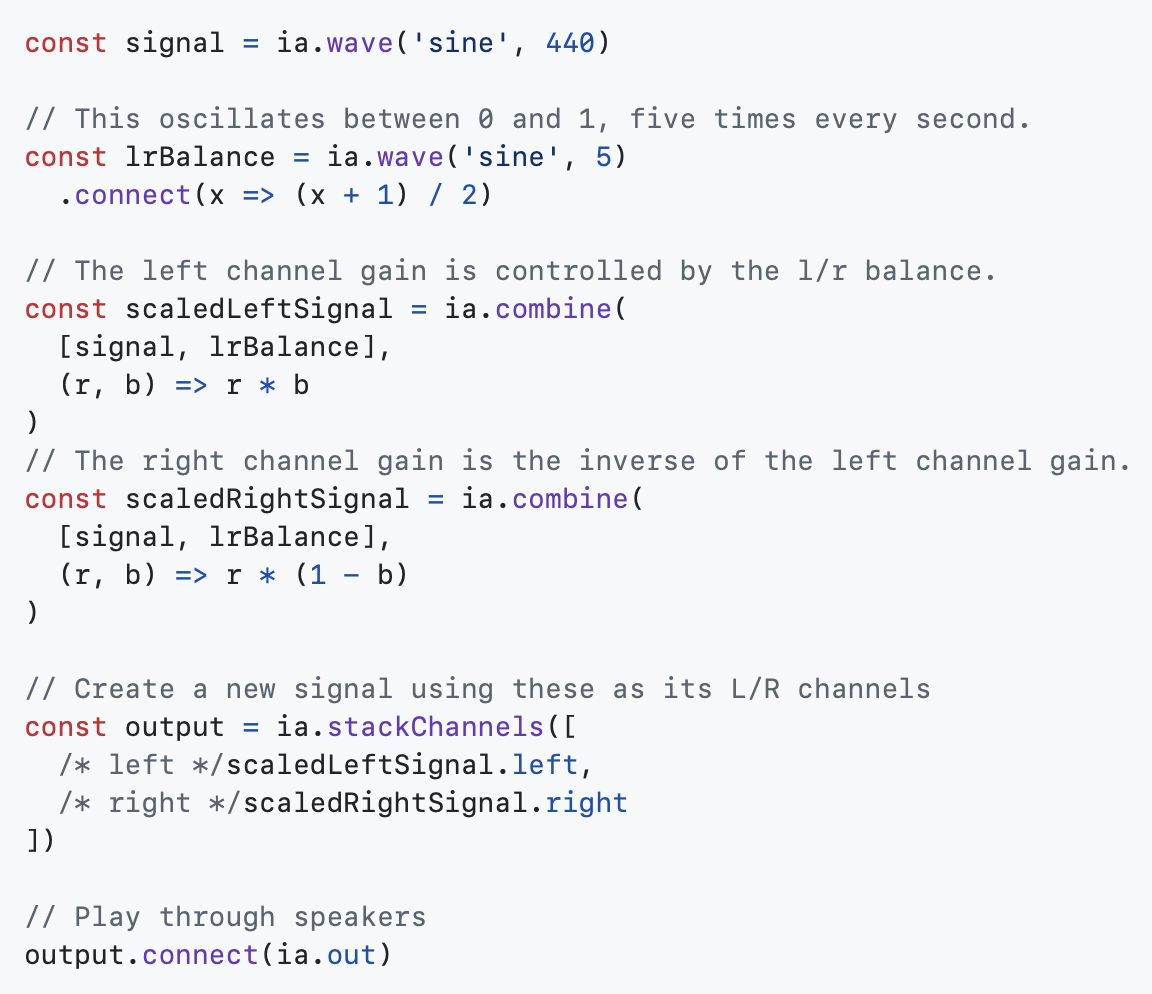 const signal = ia.wave('sine', 440)

// This oscillates between 0 and 1, five times every second.
const lrBalance = ia.wave('sine', 5)
  .connect(x => (x + 1) / 2)

// The left channel gain is controlled by the l/r balance.
const scaledLeftSignal = ia.combine(
  [signal, lrBalance],
  (r, b) => r * b
)
// The right channel gain is the inverse of the left channel gain.
const scaledRightSignal = ia.combine(
  [signal, lrBalance],
  (r, b) => r * (1 - b)
)

// Create a new signal using these as its L/R channels
const output = ia.stackChannels([
  /* left */scaledLeftSignal.left,
  /* right */scaledRightSignal.right
])

// Play through speakers
output.connect(ia.out)